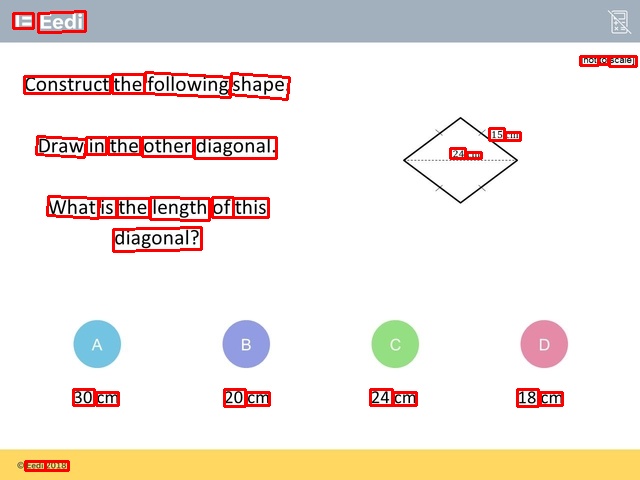 Eedi
[not to scale]
Construct the following shape
15 cm
Draw in the other diagonal.
24 cm
What is the length of this
diagonal?
A
B
C
D
30 cm
20 cm
24 cm
18 cm
© Eedi 2018